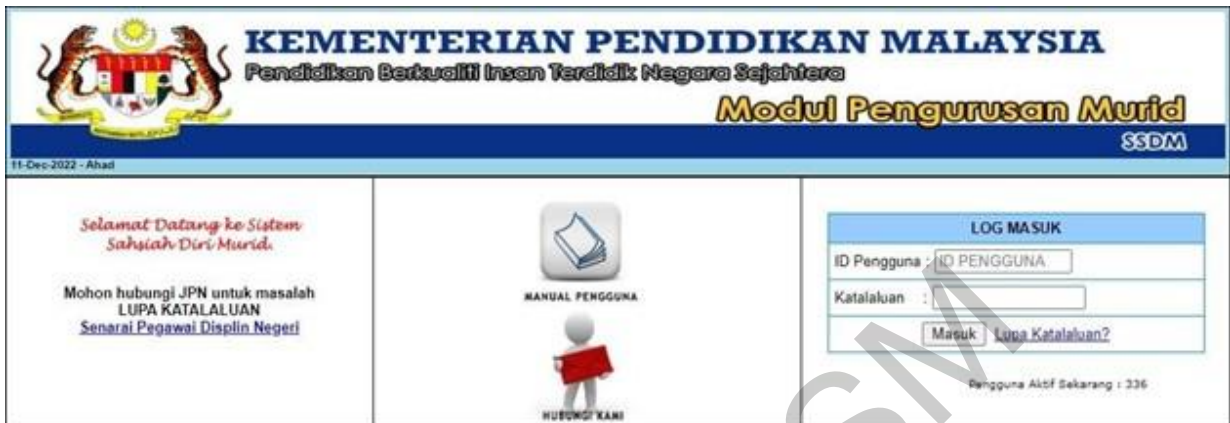 KEMENTERIAN PENDIDIKAN MALAYSIA
Pendidikan Berkualiti Insan Terdidik Negara Sejahtera
Modul Pengurusan Murid
SSDM
11-Dec-2022 - Ahad
Selamat Datang ke Sistem
Sahsiah Diri Murid.
Mohon hubungi JPN untuk masalah
LUPA KATALALUAN
Senarai Pegawai Displin Negeri
MANUAL PENGGUNA
HUBUNGI KAMI
LOG MASUK
ID Pengguna : ID PENGGUNA
Katalaluan :
Masuk Lupa Katalaluan?
Pengguna Aktif Sekarang : 336